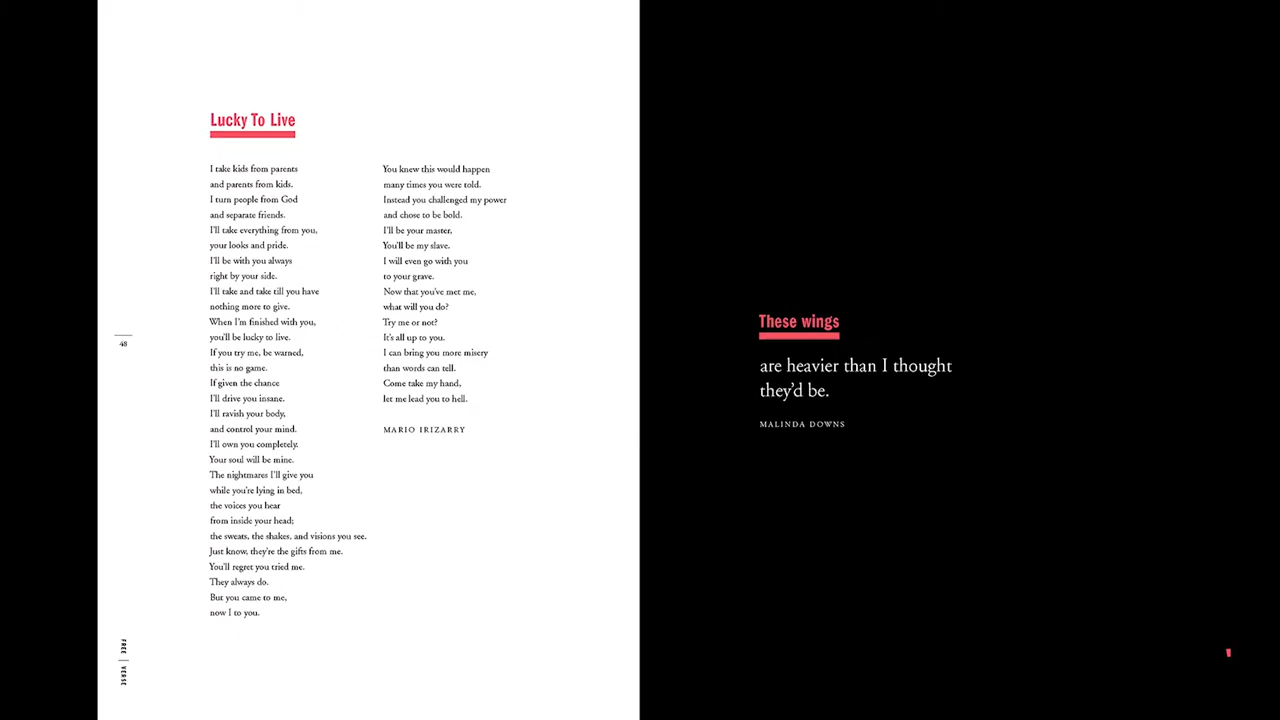 Lucky To Live
I take kids from parents
and parents from kids.
I turn people from God
and separate friends.
I'll take everything from you,
your looks and pride.
I'll be with you always
right by your side.
I'll take and take till you have
nothing more to give.
When I'm finished with you,
you'll be lucky to live.
If you try me, be warned,
this is no game.
If given the chance
I'll drive you insane.
I'll ravish your body,
and control your mind.
I'll own you completely.
Your soul will be mine.
The nightmares I'll give you
while you're lying in bed,
the voices you hear
from inside your head;
the sweats, the shakes, and visions you see.
Just know, they're the gifts from me.
You'll regret you tried me.
They always do.
But you came to me,
now I to you.
You knew this would happen
many times you were told.
Instead you challenged my power
and chose to be bold.
I'll be your master,
You'll be my slave.
I will even go with you
to your grave.
Now that you've met me,
what will you do?
Try me or not?
It's all up to you.
I can bring you more misery
than words can tell.
Come take my hand,
let me lead you to hell.
MARIO IRIZARRY
48
FREE | VERSE
These wings
are heavier than I thought
they'd be.
MALINDA DOWNS